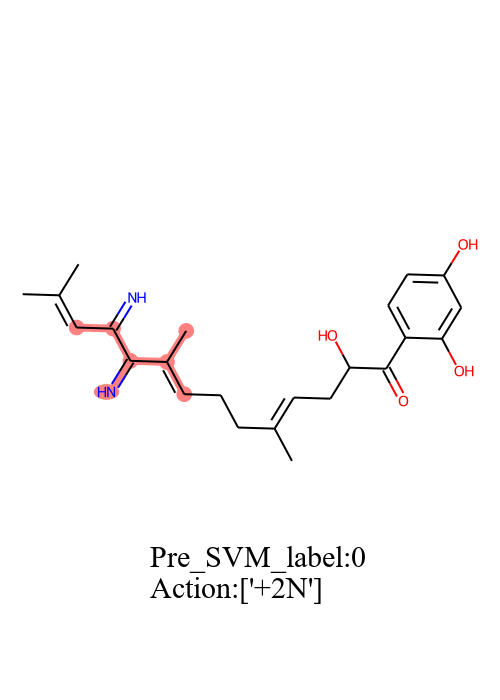 OH
NH
HO
HN
OH
O
Pre_SVM_label:0
Action:['+2N']